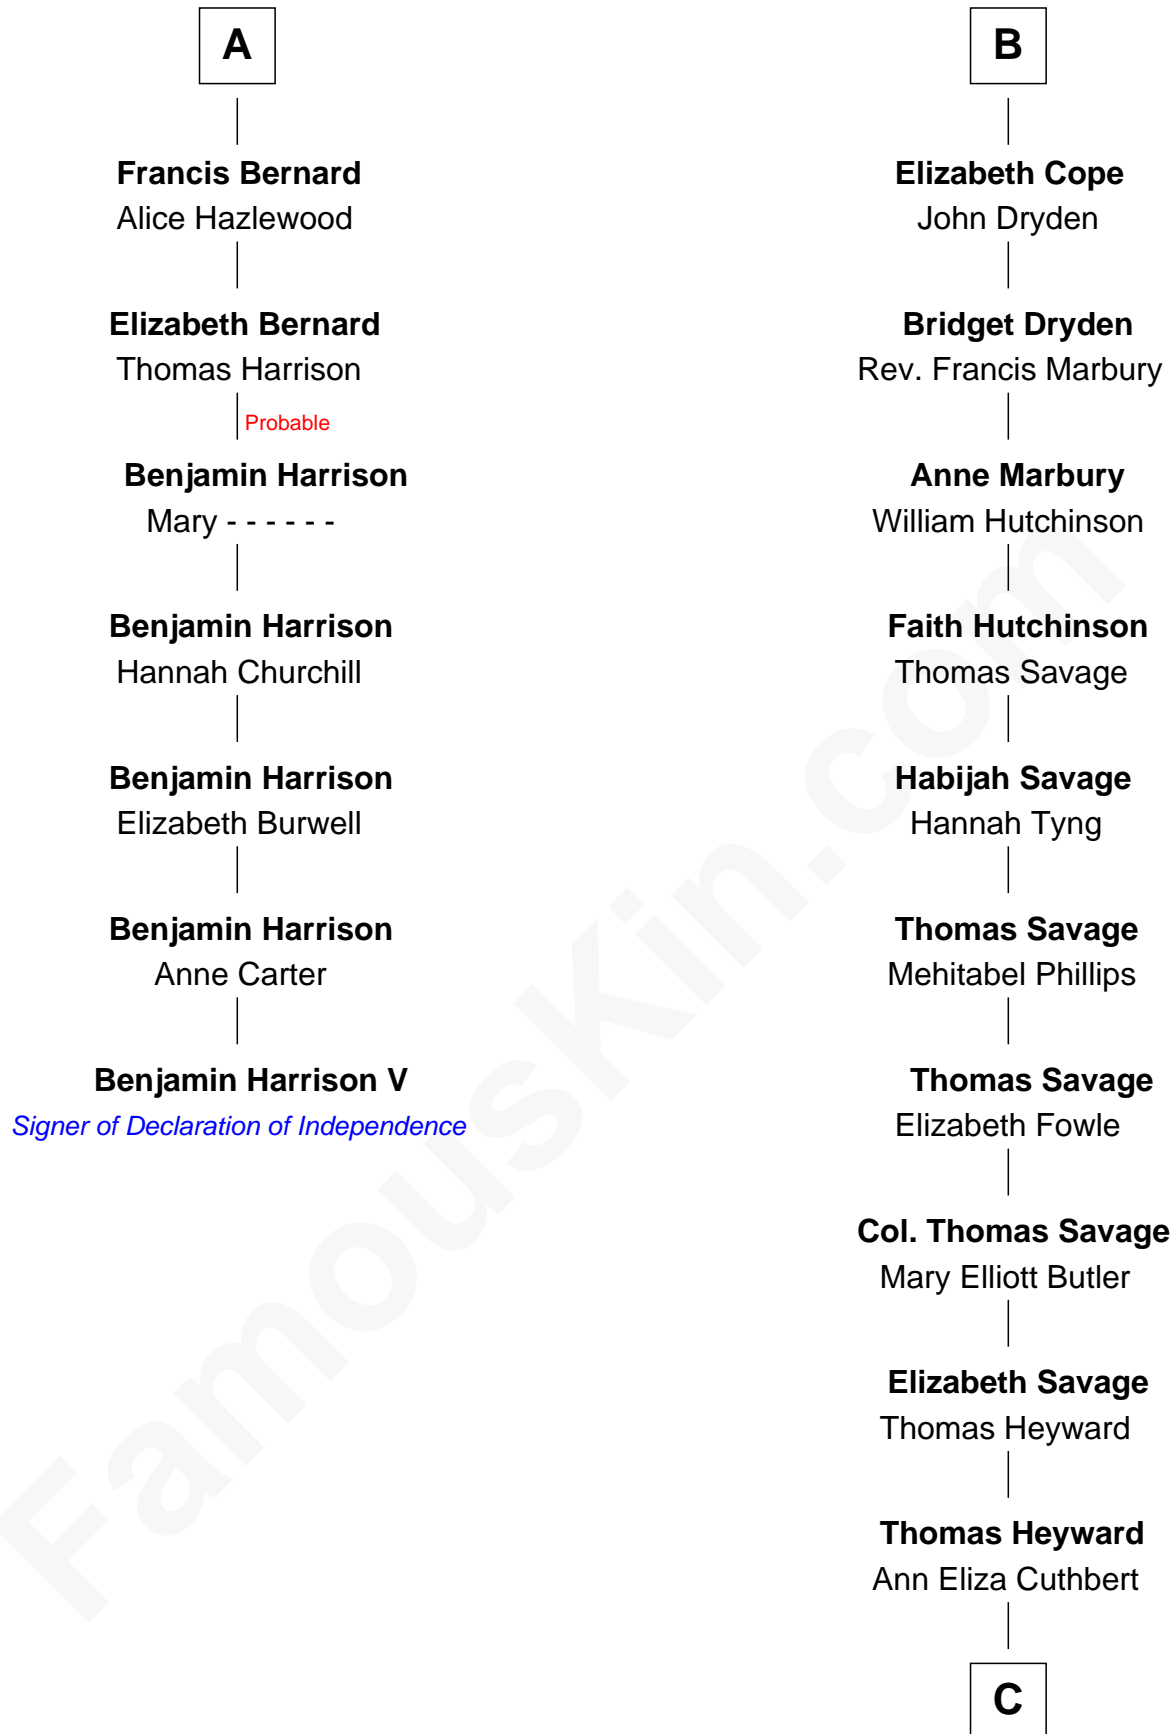 A
Francis Bernard
Alice Hazlewood
Elizabeth Bernard
Thomas Harrison
Probable
Benjamin Harrison
Mary - - - - - -
Benjamin Harrison
Hannah Churchill
Benjamin Harrison
Elizabeth Burwell
Benjamin Harrison
Anne Carter
Benjamin Harrison V
Signer of Declaration of Independence
B
Elizabeth Cope
John Dryden
Bridget Dryden
Rev. Francis Marbury
Anne Marbury
William Hutchinson
Faith Hutchinson
Thomas Savage
Habijah Savage
Hannah Tyng
Thomas Savage
Mehitabel Phillips
Thomas Savage
Elizabeth Fowle
Col. Thomas Savage
Mary Elliott Butler
Elizabeth Savage
Thomas Heyward
Thomas Heyward
Ann Eliza Cuthbert
C
FamousKin.com